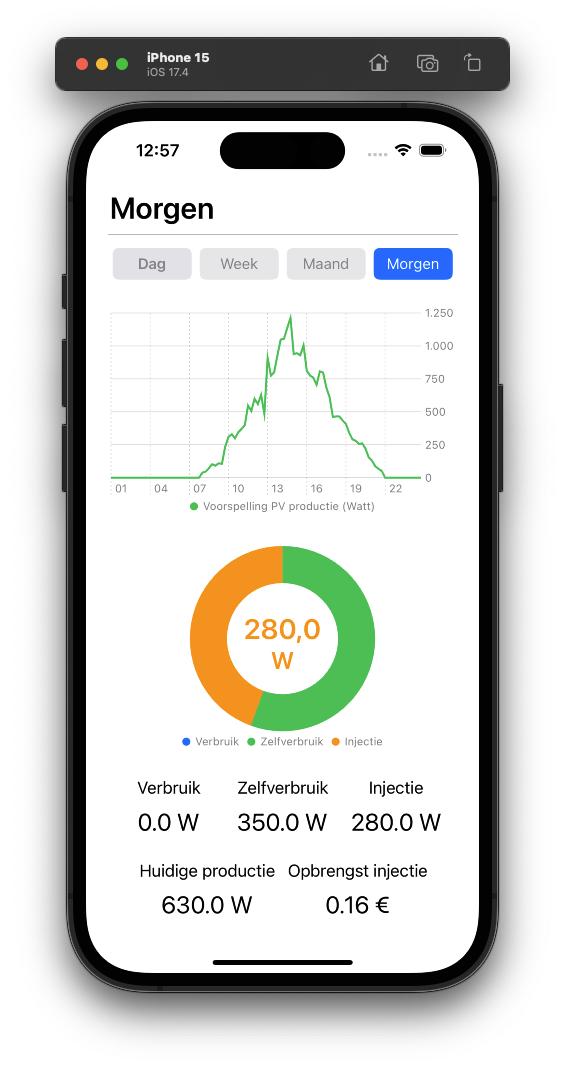 iPhone 15
iOS 17.4
12:57
Morgen
Dag Week Maand Morgen
1.250
1.000
750
500
250
0
01 04 07 10 13 16 19 22
Voorspelling PV productie (Watt)
280,0
W
Verbruik Zelfverbruik Injectie
Verbruik Zelfverbruik Injectie
0.0 W 350.0 W 280.0 W
Huidige productie Opbrengst injectie
630.0 W 0.16 €